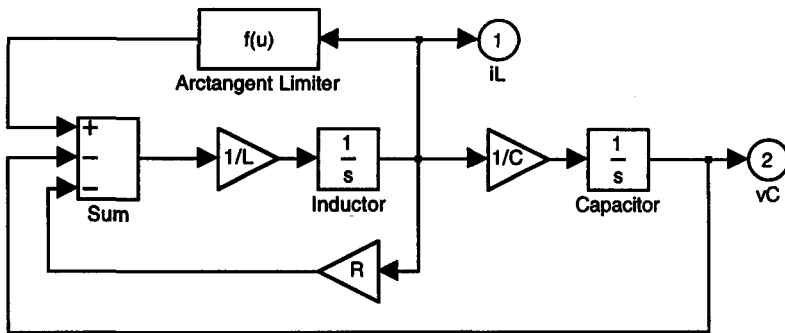 f(u)
Arctangent Limiter
1
iL
+
−
−
Sum
1/L
1
s
Inductor
1/C
1
s
Capacitor
2
vC
R